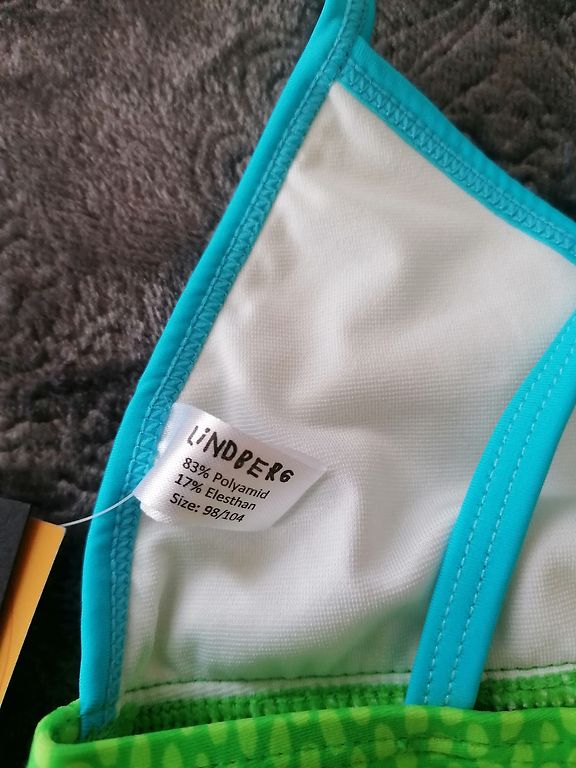 LiNDBERG
83% Polyamid
17% Elesthan
Size: 98/104